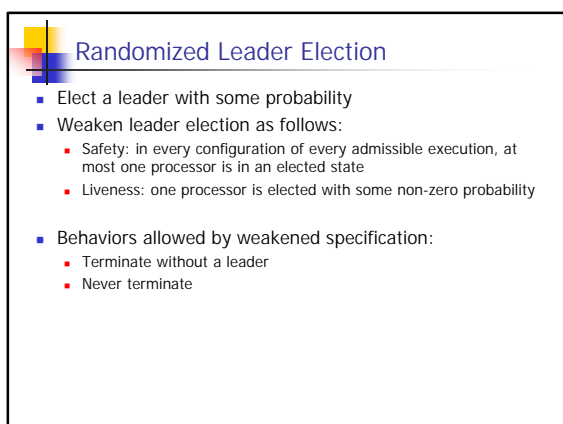 Randomized Leader Election
Elect a leader with some probability
Weaken leader election as follows:
Safety: in every configuration of every admissible execution, at
most one processor is in an elected state
Liveness: one processor is elected with some non-zero probability
Behaviors allowed by weakened specification:
Terminate without a leader
Never terminate